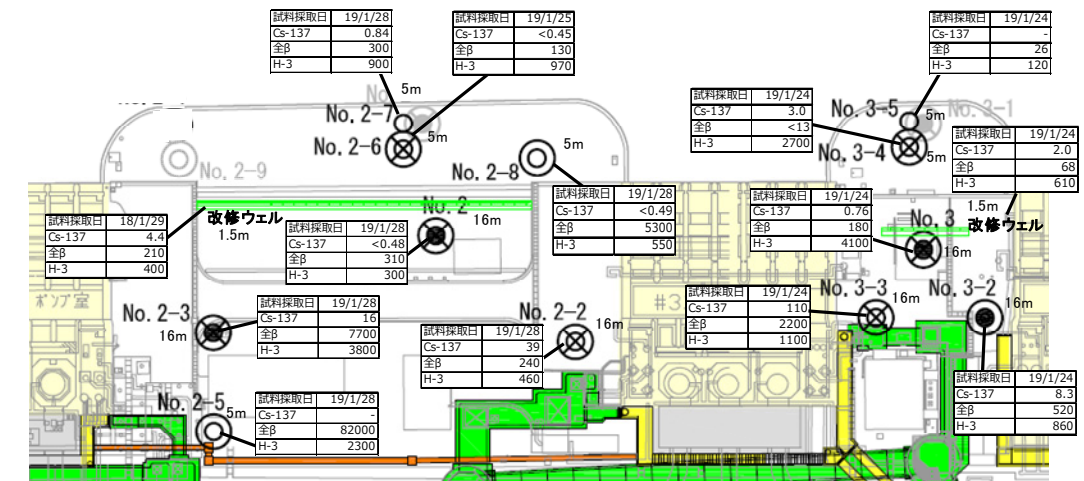 試料採取日 19/1/28
Cs-137 0.84
全β 300
H-3 900
試料採取日 19/1/25
Cs-137 <0.45
全β 130
H-3 970
試料採取日 19/1/24
Cs-137 -
全β 26
H-3 120
5m
No. 2-7
No. 2-6
5m
試料採取日 19/1/24
Cs-137 3.0
全β <13
H-3 2700
No. 3-5
5m
No. 3-1
No. 3-4
5m
試料採取日 19/1/24
Cs-137 2.0
全β 68
H-3 610
No. 2-9
No. 2-8
5m
試料採取日 18/1/29
Cs-137 4.4
全β 210
H-3 400
改修ウェル
1.5m
試料採取日 19/1/28
Cs-137 <0.48
全β 310
H-3 300
No. 2
16m
試料採取日 19/1/28
Cs-137 <0.49
全β 5300
H-3 550
試料採取日 19/1/24
Cs-137 0.76
全β 180
H-3 4100
1.5m
No. 3
改修ウェル
16m
ポンプ室
No. 2-3
16m
試料採取日 19/1/28
Cs-137 16
全β 7700
H-3 3800
試料採取日 19/1/28
Cs-137 39
全β 240
H-3 460
No. 2-2
16m
#3
試料採取日 19/1/24
Cs-137 110
全β 2200
H-3 1100
No. 3-3
16m
No. 3-2
16m
No. 2-5
5m
試料採取日 19/1/28
Cs-137 -
全β 82000
H-3 2300
試料採取日 19/1/24
Cs-137 8.3
全β 520
H-3 860